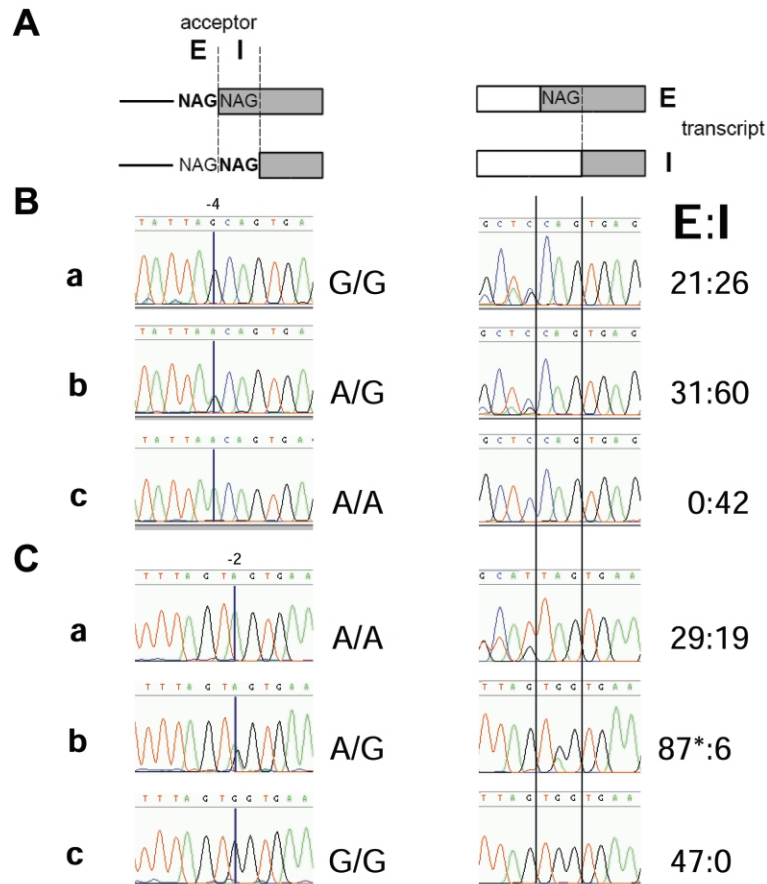 A
acceptor
E I
NAG NAG
NAG E
transcript
NAG NAG
I
B
-4
E:I
T A T T A G C A G T G A
G C T C C A G T G A G
a
G/G
21:26
T A T T A A C A G T G A
G C T C C A G T G A G
b
A/G
31:60
T A T T A A C A G T G A
G C T C C A G T G A G
c
A/A
0:42
C
-2
T T T A G T A G T G A A
G C A T T A G T G A A
a
A/A
29:19
T T T A G T A G T G A A
T T A G T G G T G A A
b
A/G
87*:6
T T T A G T G G T G A A
T T A G T G G T G A A
c
G/G
47:0